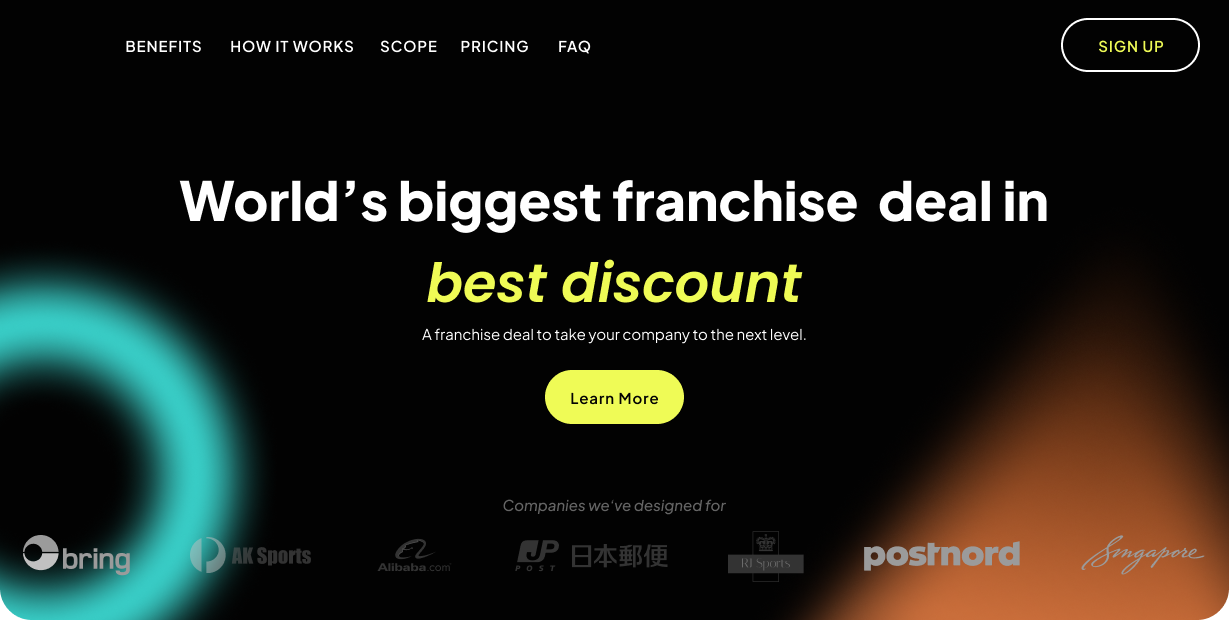 BENEFITS HOW IT WORKS SCOPE PRICING FAQ SIGN UP
World’s biggest franchise deal in
best discount
A franchise deal to take your company to the next level.
Learn More
Companies we've designed for
bring AK Sports Alibaba.com JP POST 日本郵便 RI Sports postnord Singapore